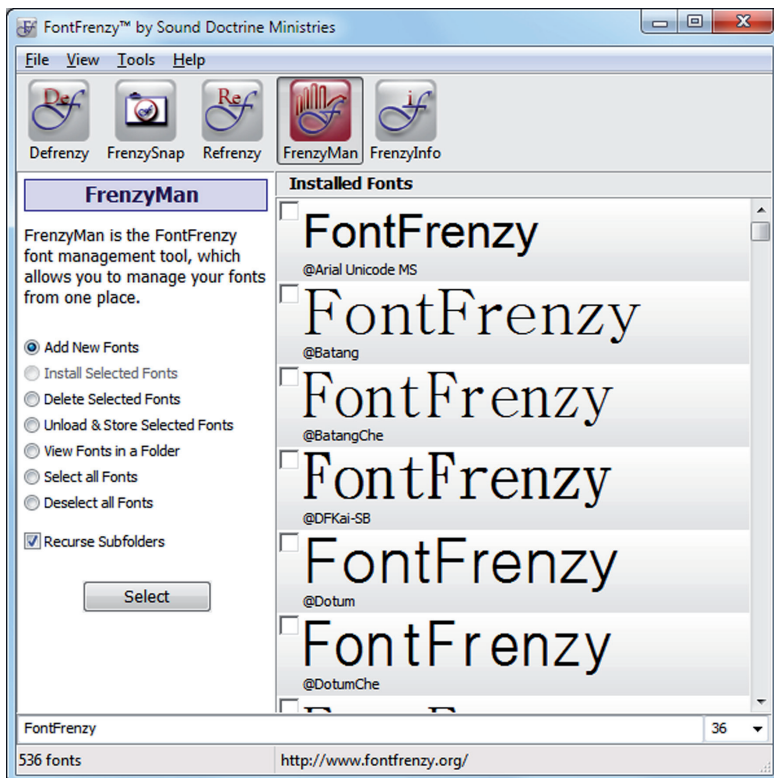 FontFrenzy™ by Sound Doctrine Ministries
File View Tools Help
Def
Ref
if
Defrenzy FrenzySnap Refrenzy FrenzyMan FrenzyInfo
FrenzyMan
FrenzyMan is the FontFrenzy
font management tool, which
allows you to manage your fonts
from one place.
Add New Fonts
Install Selected Fonts
Delete Selected Fonts
Unload & Store Selected Fonts
View Fonts in a Folder
Select all Fonts
Deselect all Fonts
Recurse Subfolders
Select
Installed Fonts
FontFrenzy
@Arial Unicode MS
FontFrenzy
@Batang
FontFrenzy
@BatangChe
FontFrenzy
@DFKai-SB
FontFrenzy
@Dotum
FontFrenzy
@DotumChe
FontFrenzy 36
536 fonts http://www.fontfrenzy.org/